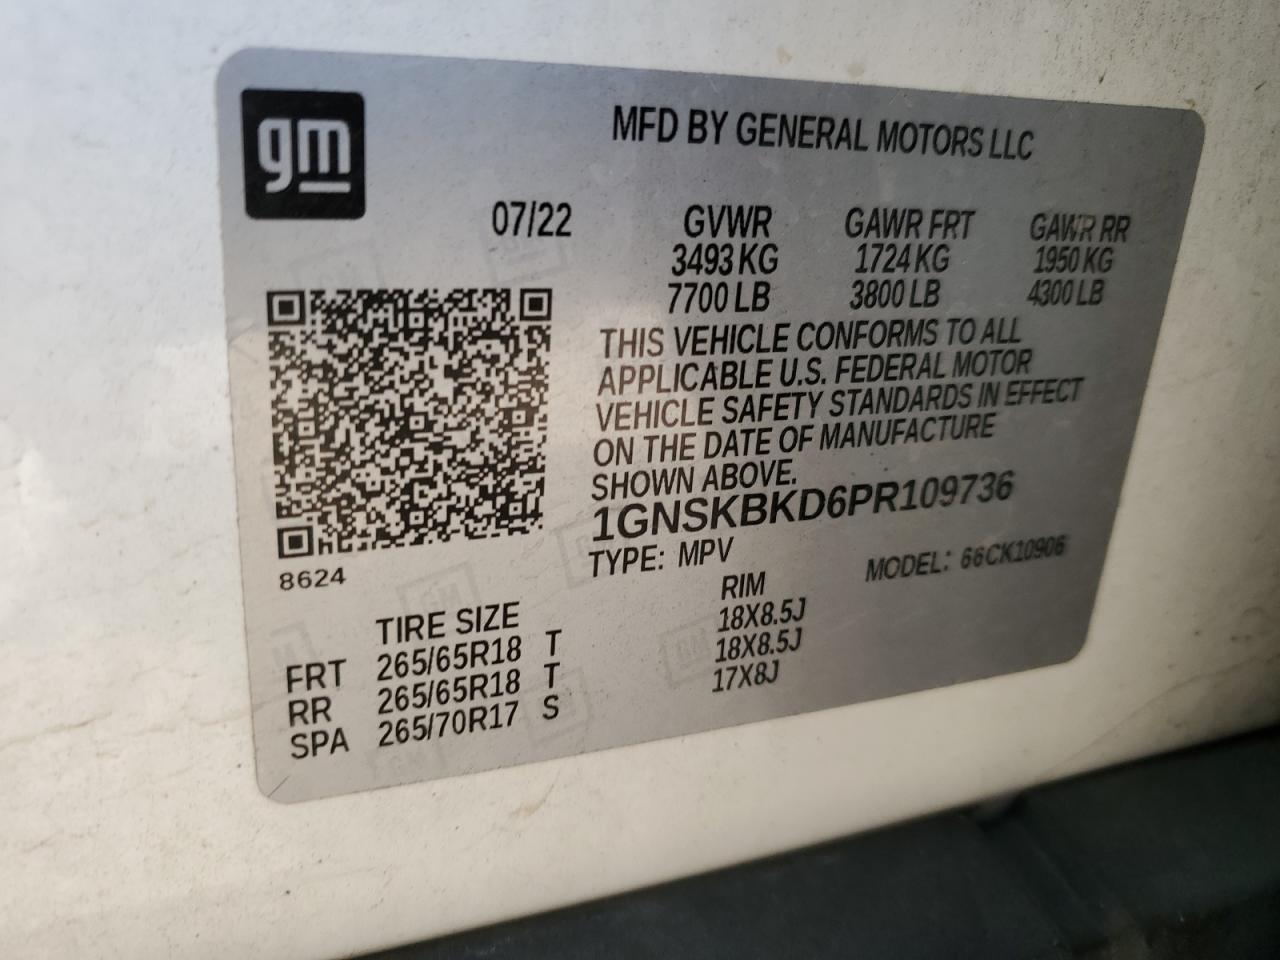 gm
MFD BY GENERAL MOTORS LLC
07/22 GVWR GAWR FRT GAWR RR
3493 KG 1724 KG 1950 KG
7700 LB 3800 LB 4300 LB
THIS VEHICLE CONFORMS TO ALL
APPLICABLE U.S. FEDERAL MOTOR
VEHICLE SAFETY STANDARDS IN EFFECT
ON THE DATE OF MANUFACTURE
SHOWN ABOVE.
1GNSKBKD6PR109736
TYPE: MPV MODEL: 66CK10906
8624
TIRE SIZE RIM
FRT 265/65R18 T 18X8.5J
RR 265/65R18 T 18X8.5J
SPA 265/70R17 S 17X8J